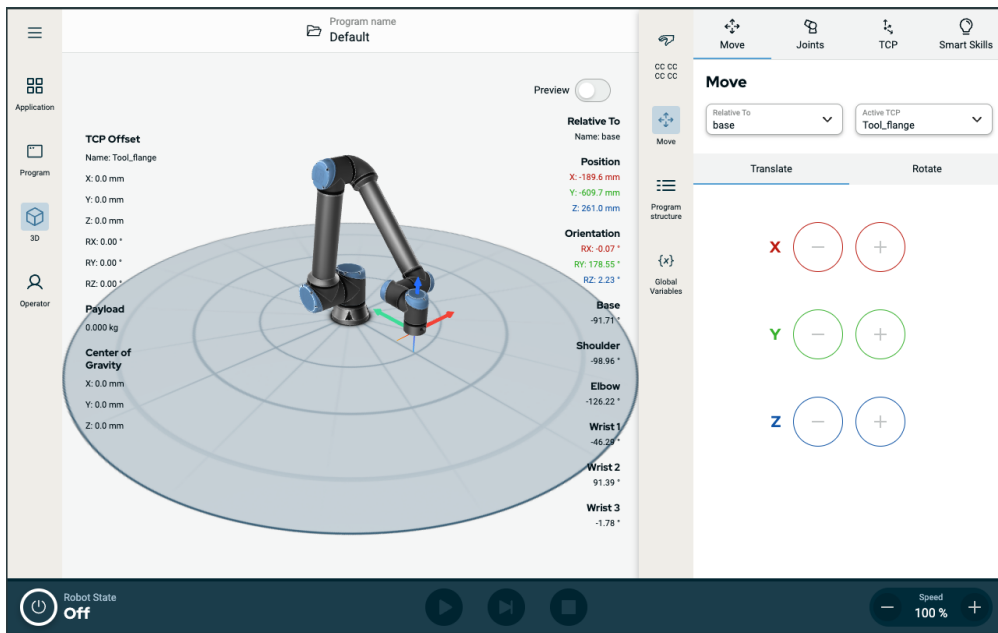 Program name
Default
Application
Program
3D
Operator
TCP Offset
Name: Tool_flange
X: 0.0 mm
Y: 0.0 mm
Z: 0.0 mm
RX: 0.00 °
RY: 0.00 °
RZ: 0.00 °
Payload
0.000 kg
Center of
Gravity
X: 0.0 mm
Y: 0.0 mm
Z: 0.0 mm
Preview
Relative To
Name: base
Position
X: -189.6 mm
Y: -609.7 mm
Z: 261.0 mm
Orientation
RX: -0.07 °
RY: 178.55 °
RZ: 2.23 °
Base
-91.71 °
Shoulder
-98.96 °
Elbow
-126.22 °
Wrist 1
-46.29 °
Wrist 2
91.39 °
Wrist 3
-1.78 °
CC CC
CC CC
Move
Program
structure
{x}
Global
Variables
Move
Joints
TCP
Smart Skills
Move
Relative To
base
Active TCP
Tool_flange
Translate
Rotate
X − +
Y − +
Z − +
Robot State
Off
Speed
− 100 % +